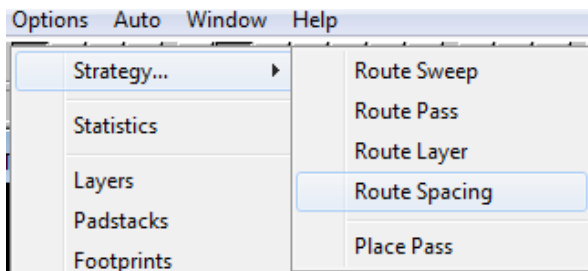 Options Auto Window Help
Strategy...
Statistics
Layers
Padstacks
Footprints
Route Sweep
Route Pass
Route Layer
Route Spacing
Place Pass